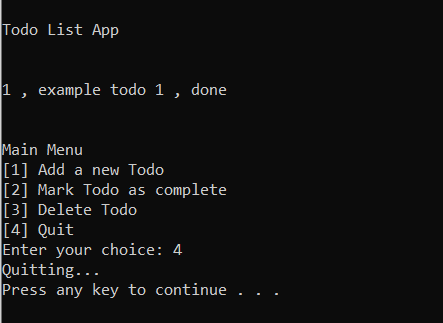 Todo List App
1 , example todo 1 , done
Main Menu
[1] Add a new Todo
[2] Mark Todo as complete
[3] Delete Todo
[4] Quit
Enter your choice: 4
Quitting...
Press any key to continue . . .